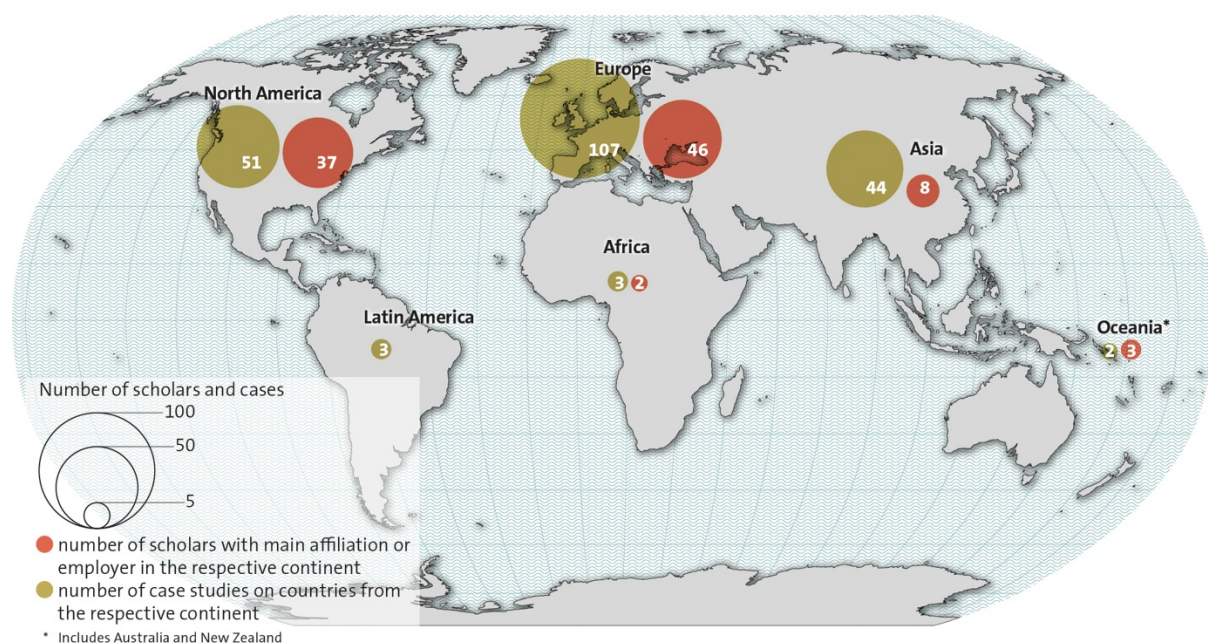 Europe
North America
107
46
51
37
Asia
44
8
Africa
3
2
Latin America
3
Oceania*
2
3
Number of scholars and cases
100
50
5
number of scholars with main affiliation or
employer in the respective continent
number of case studies on countries from
the respective continent
* Includes Australia and New Zealand